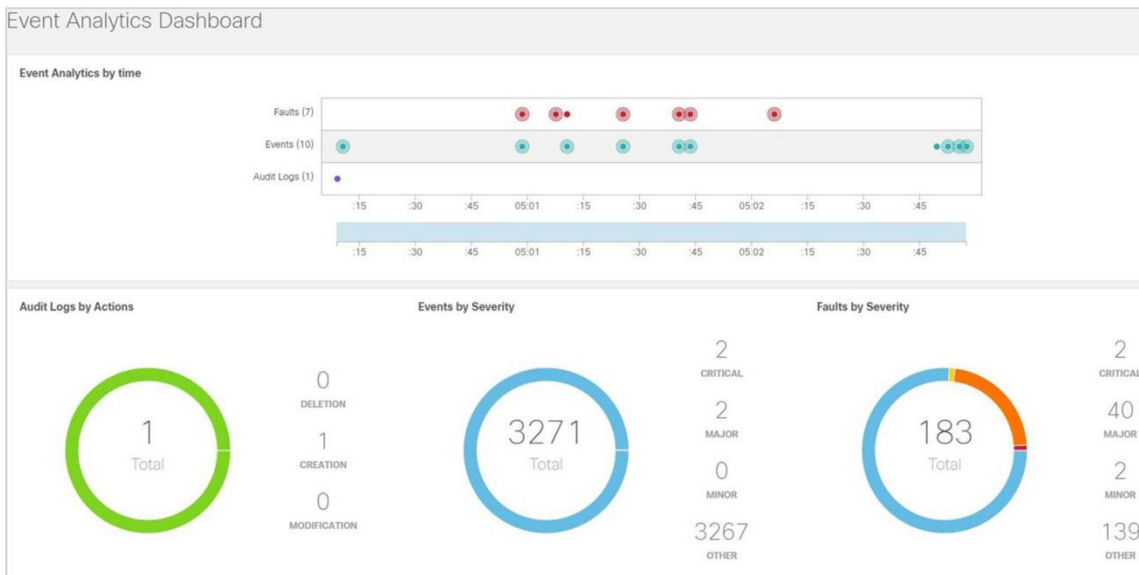 Event Analytics Dashboard
Event Analytics by time
Faults (7)
Events (10)
Audit Logs (1)
:15 :30 :45 05:01 :15 :30 :45 05:02 :15 :30 :45
:15 :30 :45 05:01 :15 :30 :45 05:02 :15 :30 :45
Audit Logs by Actions
1
Total
0
DELETION
1
CREATION
0
MODIFICATION
Events by Severity
3271
Total
2
CRITICAL
2
MAJOR
0
MINOR
3267
OTHER
Faults by Severity
183
Total
2
CRITICAL
40
MAJOR
2
MINOR
139
OTHER